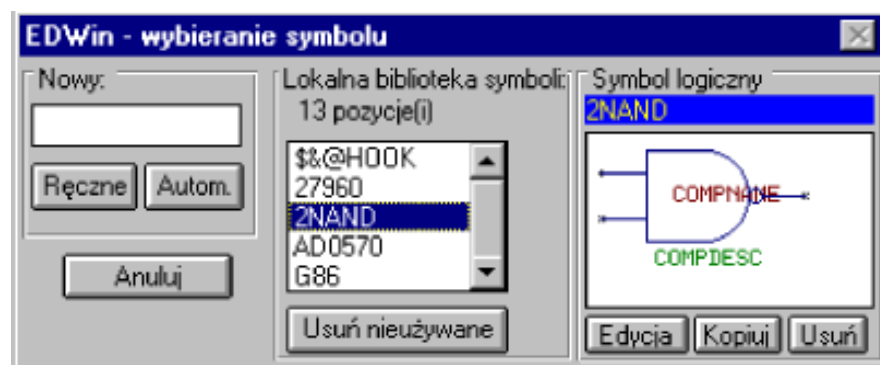 EDWin - wybieranie symbolu
Nowy:
Ręczne
Autom.
Anuluj
Lokalna biblioteka symboli:
13 pozycje(i)
$&@HOOK
27960
2NAND
AD0570
G86
Usuń nieużywane
Symbol logiczny
2NAND
COMPNAME
COMPDESC
Edycja
Kopiuj
Usuń